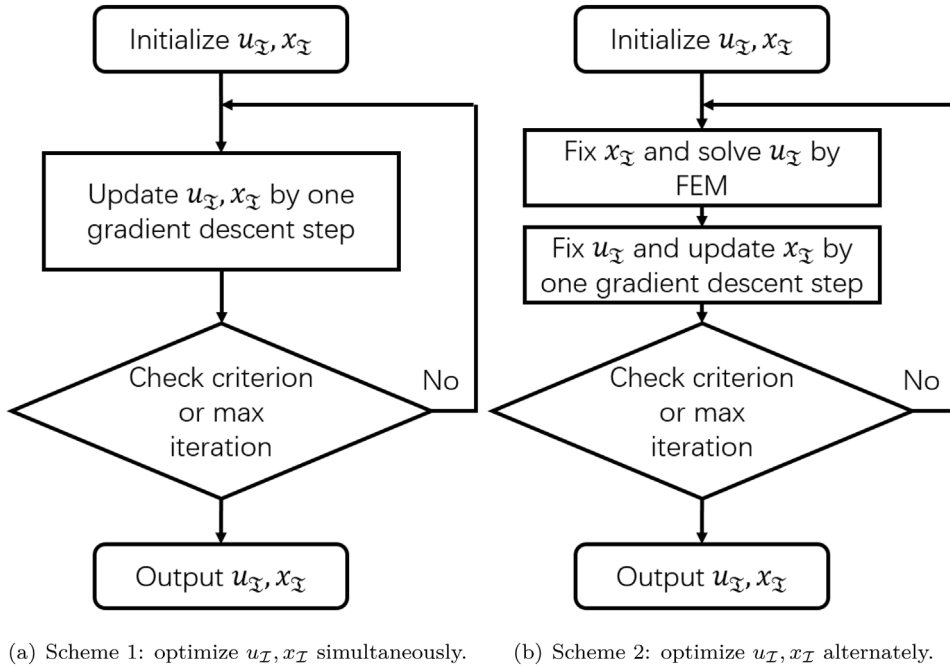 Initialize 𝑢_𝔗, 𝑥_𝔗
Update 𝑢_𝔗, 𝑥_𝔗 by one
gradient descent step
Check criterion
or max
iteration
No
Output 𝑢_𝔗, 𝑥_𝔗
(a) Scheme 1: optimize 𝑢_ℐ, 𝑥_ℐ simultaneously.
Initialize 𝑢_𝔗, 𝑥_𝔗
Fix 𝑥_𝔗 and solve 𝑢_𝔗 by
FEM
Fix 𝑢_𝔗 and update 𝑥_𝔗 by
one gradient descent step
Check criterion
or max
iteration
No
Output 𝑢_𝔗, 𝑥_𝔗
(b) Scheme 2: optimize 𝑢_ℐ, 𝑥_ℐ alternately.